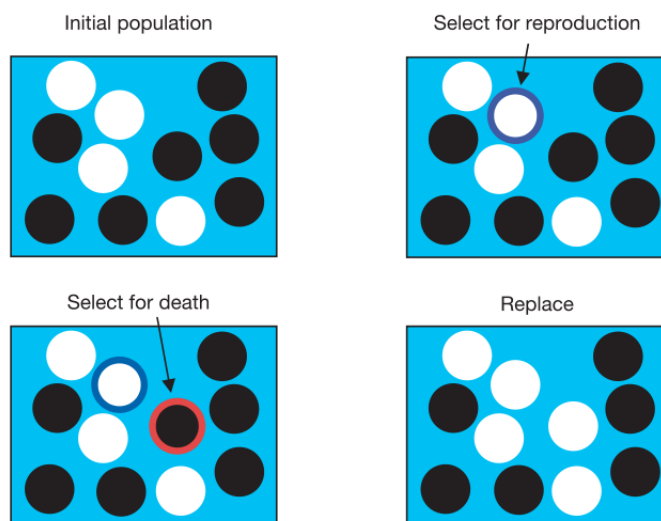 Initial population
Select for reproduction
Select for death
Replace